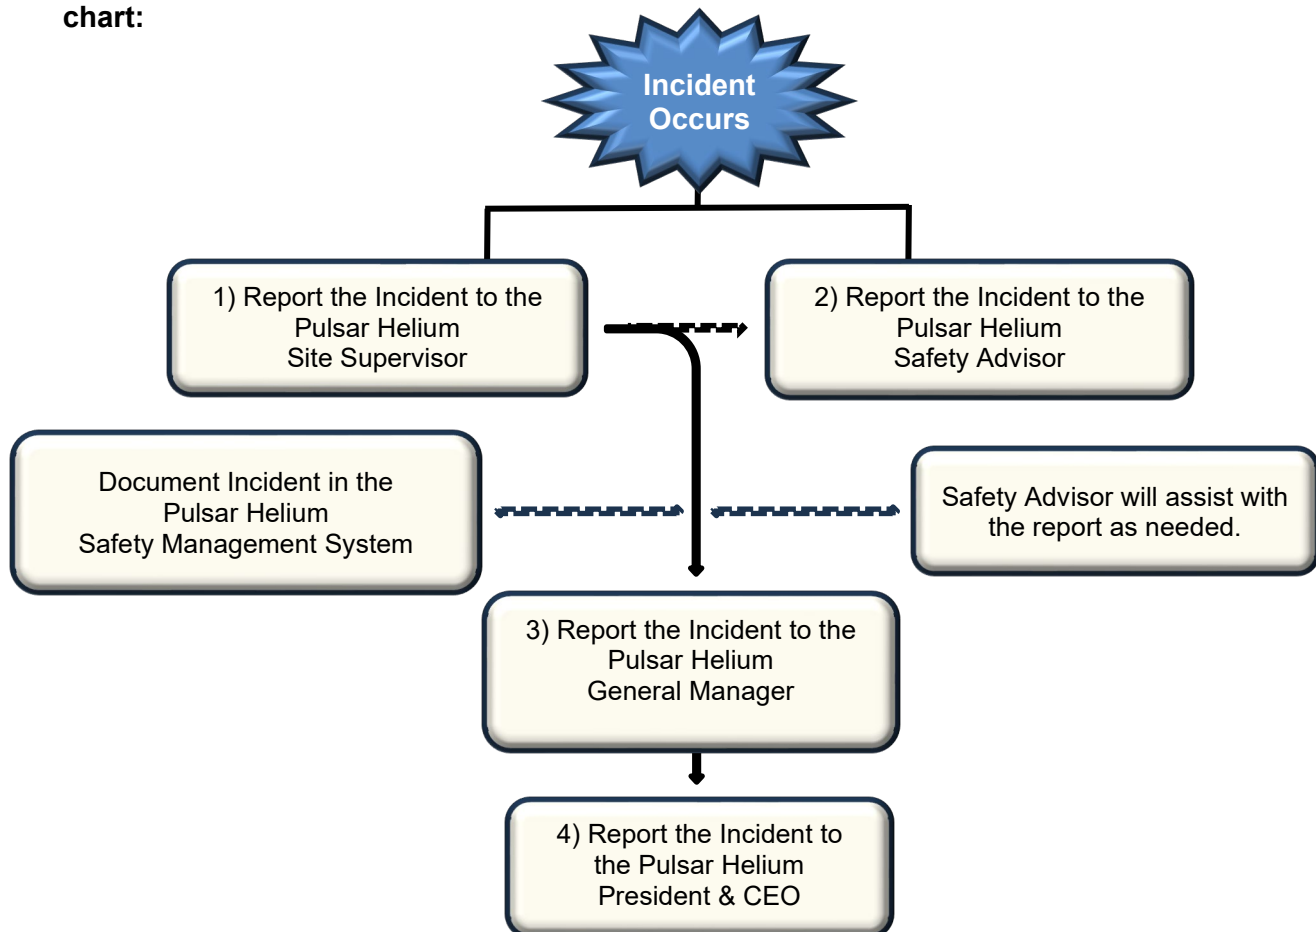 chart:
Incident
Occurs
1) Report the Incident to the
Pulsar Helium
Site Supervisor
2) Report the Incident to the
Pulsar Helium
Safety Advisor
Document Incident in the
Pulsar Helium
Safety Management System
Safety Advisor will assist with
the report as needed.
3) Report the Incident to the
Pulsar Helium
General Manager
4) Report the Incident to
the Pulsar Helium
President & CEO